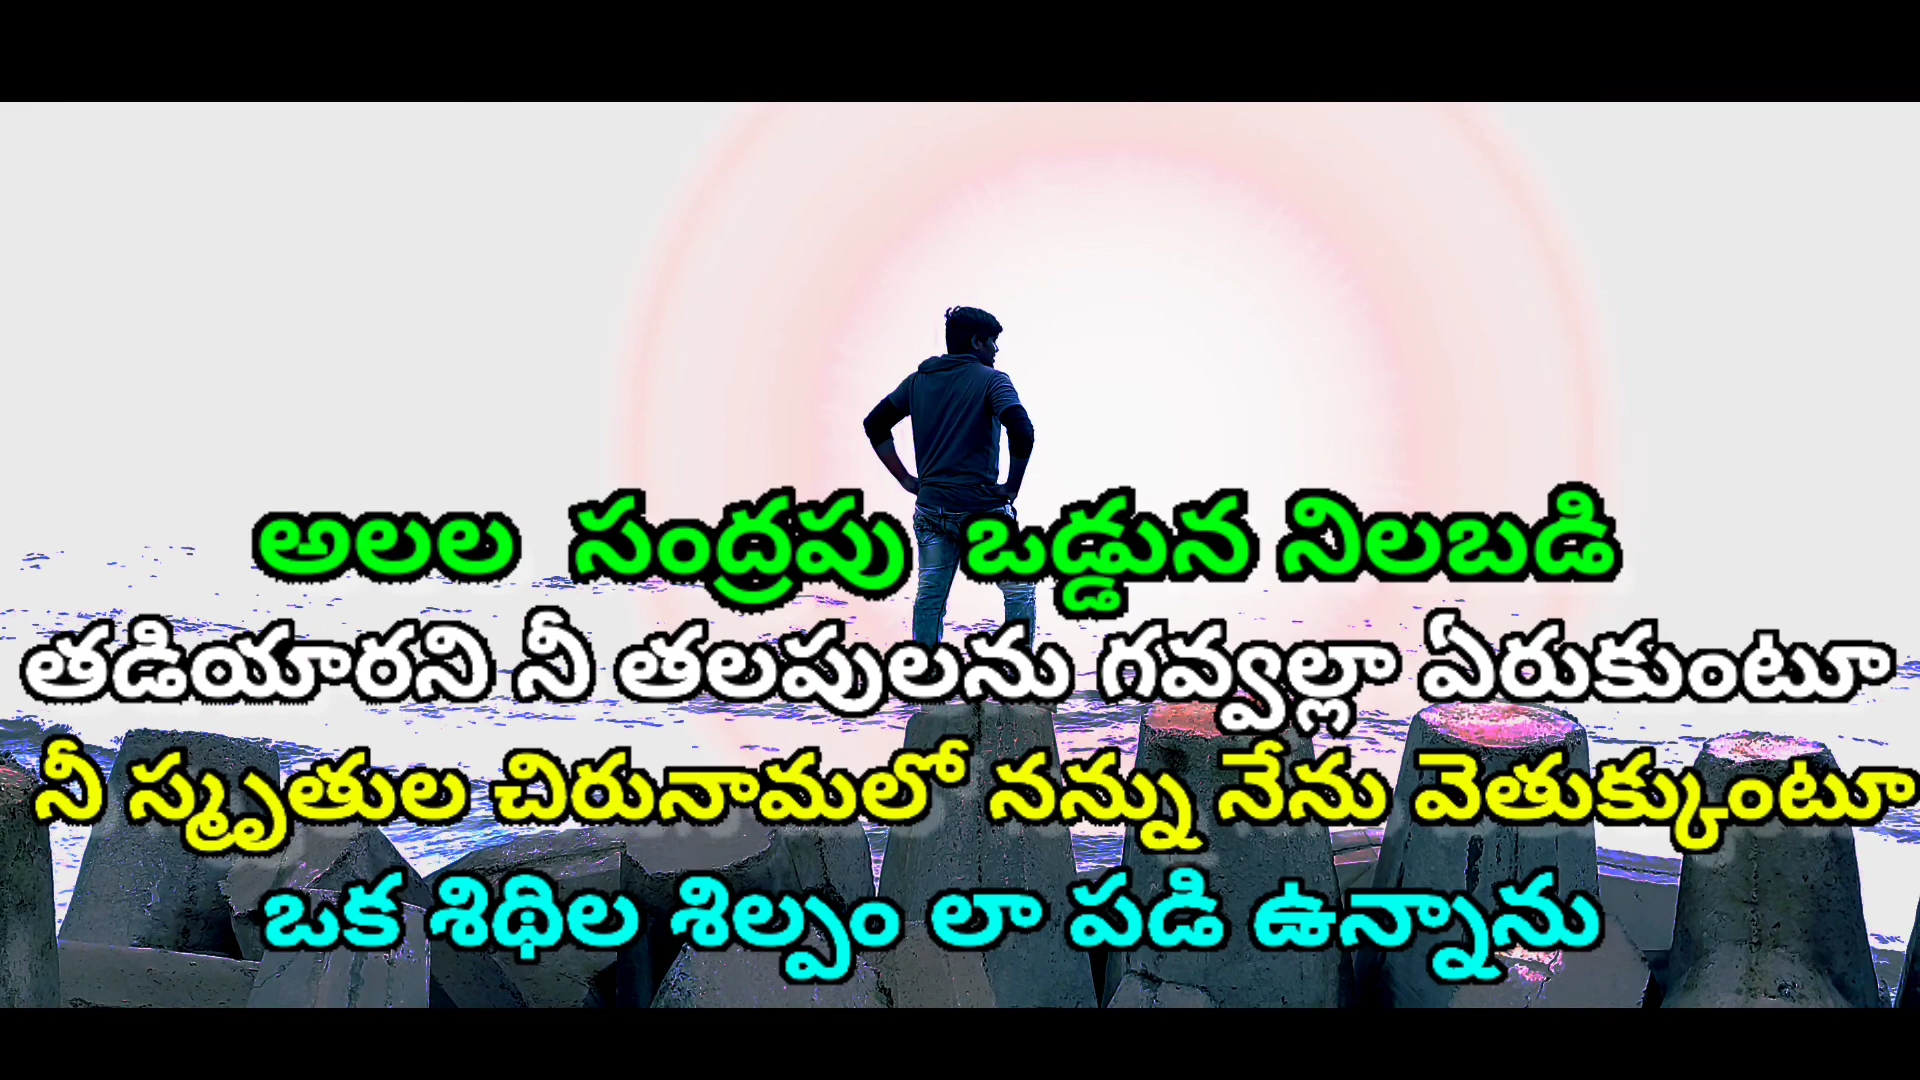 అలల సంద్రపు ఒడ్డున నిలబడి
తడియారని నీ తలపులను గవ్వల్లా ఏరుకుంటూ
నీ స్మృతుల చిరునామలో నన్ను నేను వెతుక్కుంటూ
ఒక శిథిల శిల్పం లా పడి ఉన్నాను